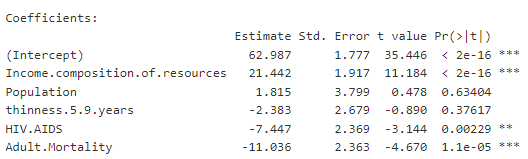 Coefficients:
Estimate Std. Error t value Pr(>|t|)
(Intercept) 62.987 1.777 35.446 < 2e-16 ***
Income.composition.of.resources 21.442 1.917 11.184 < 2e-16 ***
Population 1.815 3.799 0.478 0.63404
thinness.5.9.years -2.383 2.679 -0.890 0.37617
HIV.AIDS -7.447 2.369 -3.144 0.00229 **
Adult.Mortality -11.036 2.363 -4.670 1.1e-05 ***